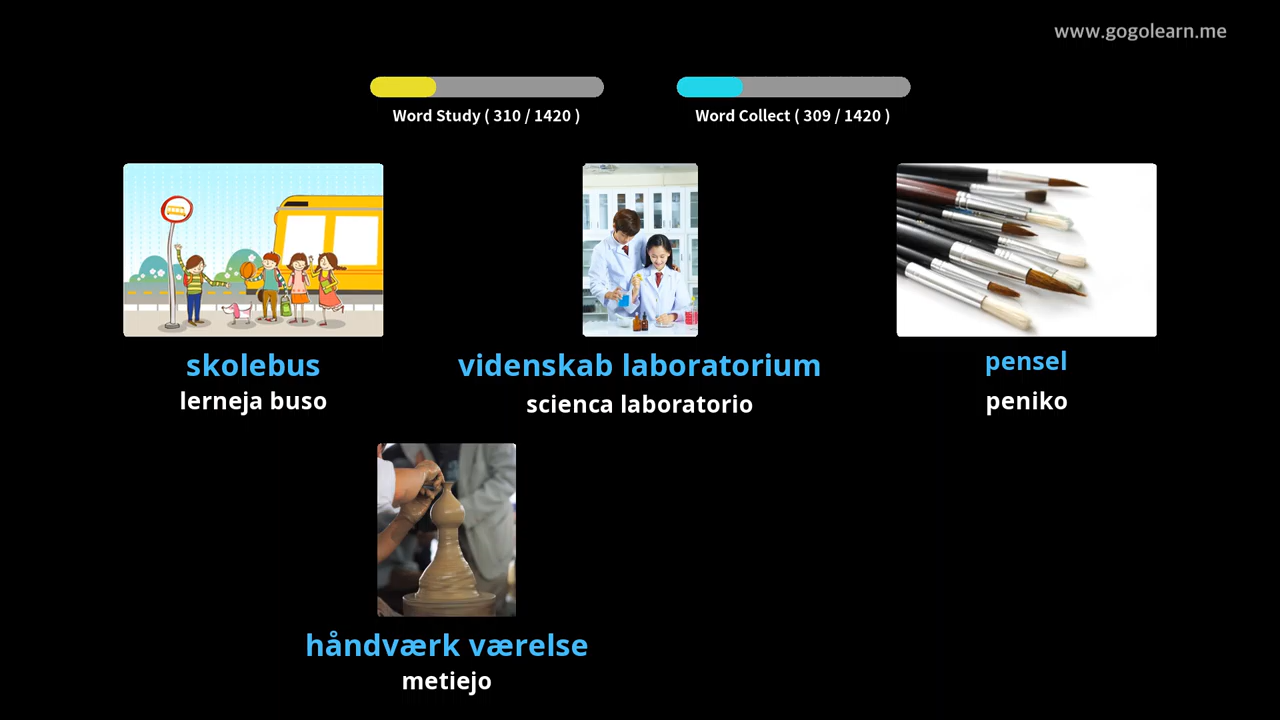 www.gogolearn.me
Word Study ( 310 / 1420 )
Word Collect ( 309 / 1420 )
skolebus
lerneja buso
videnskab laboratorium
scienca laboratorio
pensel
peniko
håndværk værelse
metiejo